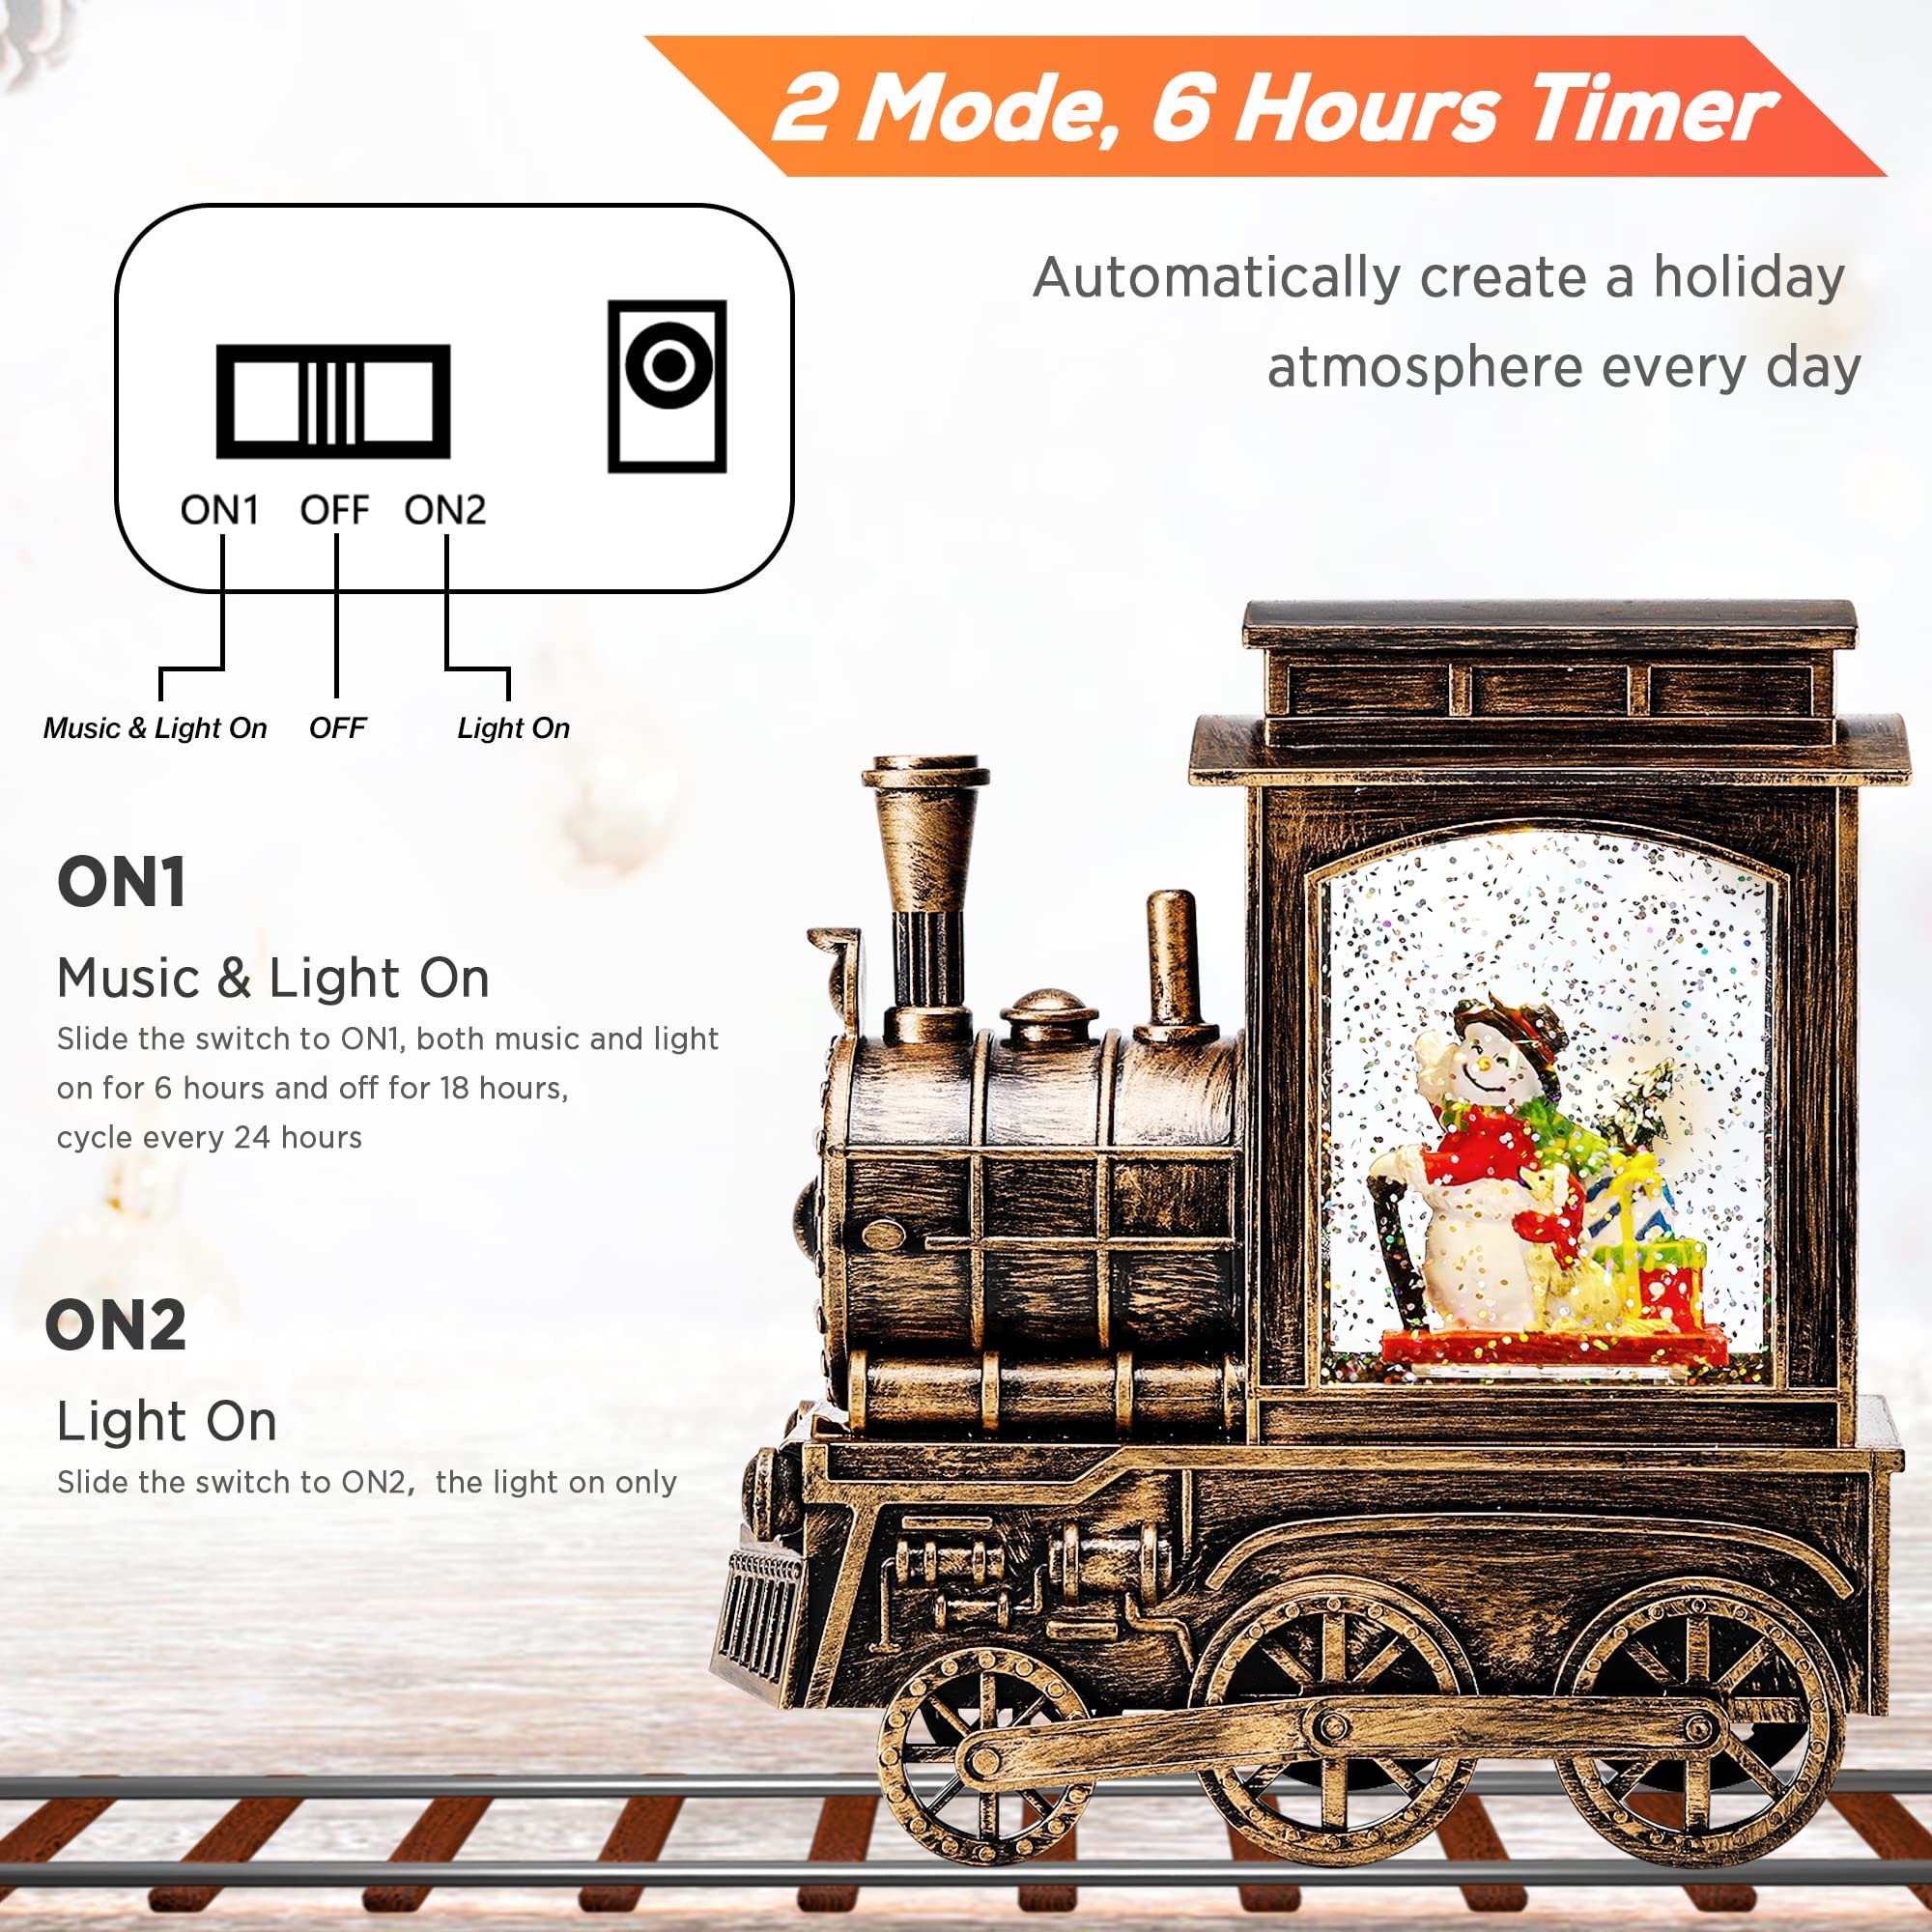 2 Mode, 6 Hours Timer
Automatically create a holiday
atmosphere every day
ON1 OFF ON2
Music & Light On OFF Light On
ON1
Music & Light On
Slide the switch to ON1, both music and light
on for 6 hours and off for 18 hours,
cycle every 24 hours
ON2
Light On
Slide the switch to ON2, the light on only